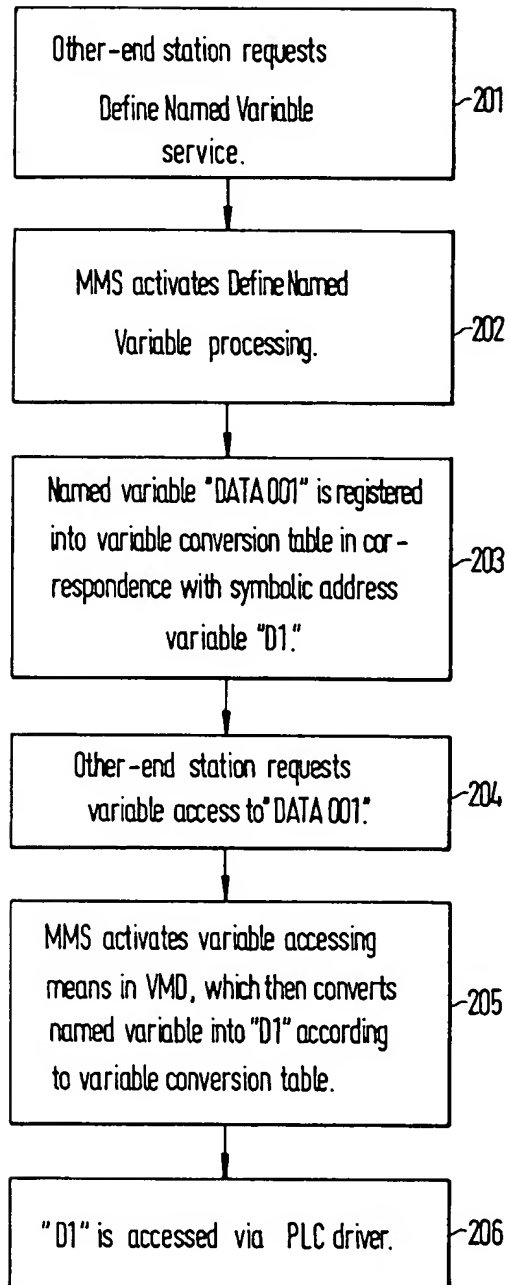 Other-end station requests
Define Named Variable
service.
201
MMS activates Define Named
Variable processing.
202
Named variable "DATA 001" is registered
into variable conversion table in cor-
respondence with symbolic address
variable "D1."
203
Other-end station requests
variable access to "DATA 001."
204
MMS activates variable accessing
means in VMD, which then converts
named variable into "D1" according
to variable conversion table.
205
"D1" is accessed via PLC driver.
206